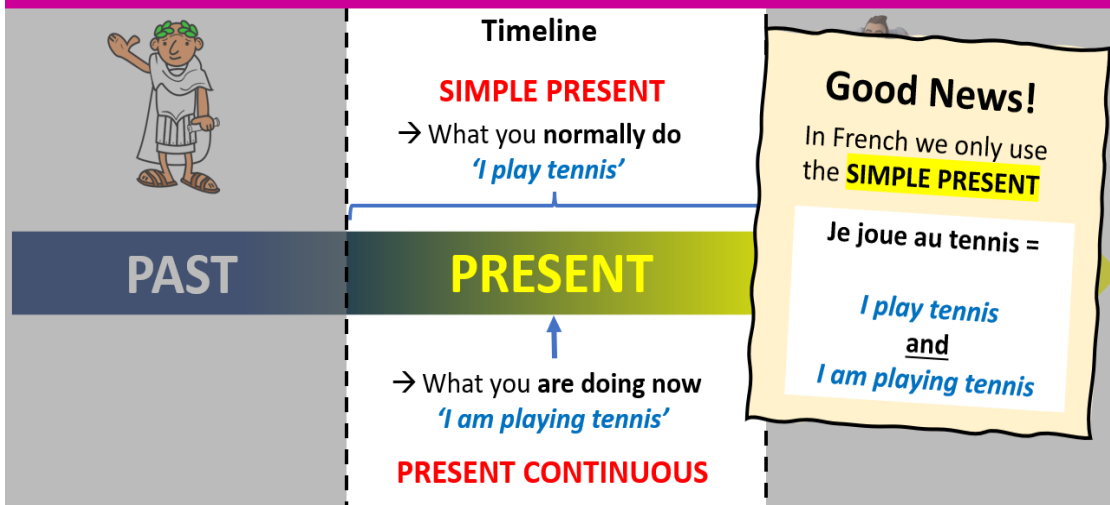 Timeline
SIMPLE PRESENT
→ What you normally do
‘I play tennis’
PAST
PRESENT
→ What you are doing now
‘I am playing tennis’
PRESENT CONTINUOUS
Good News!
In French we only use
the SIMPLE PRESENT
Je joue au tennis =
I play tennis
and
I am playing tennis